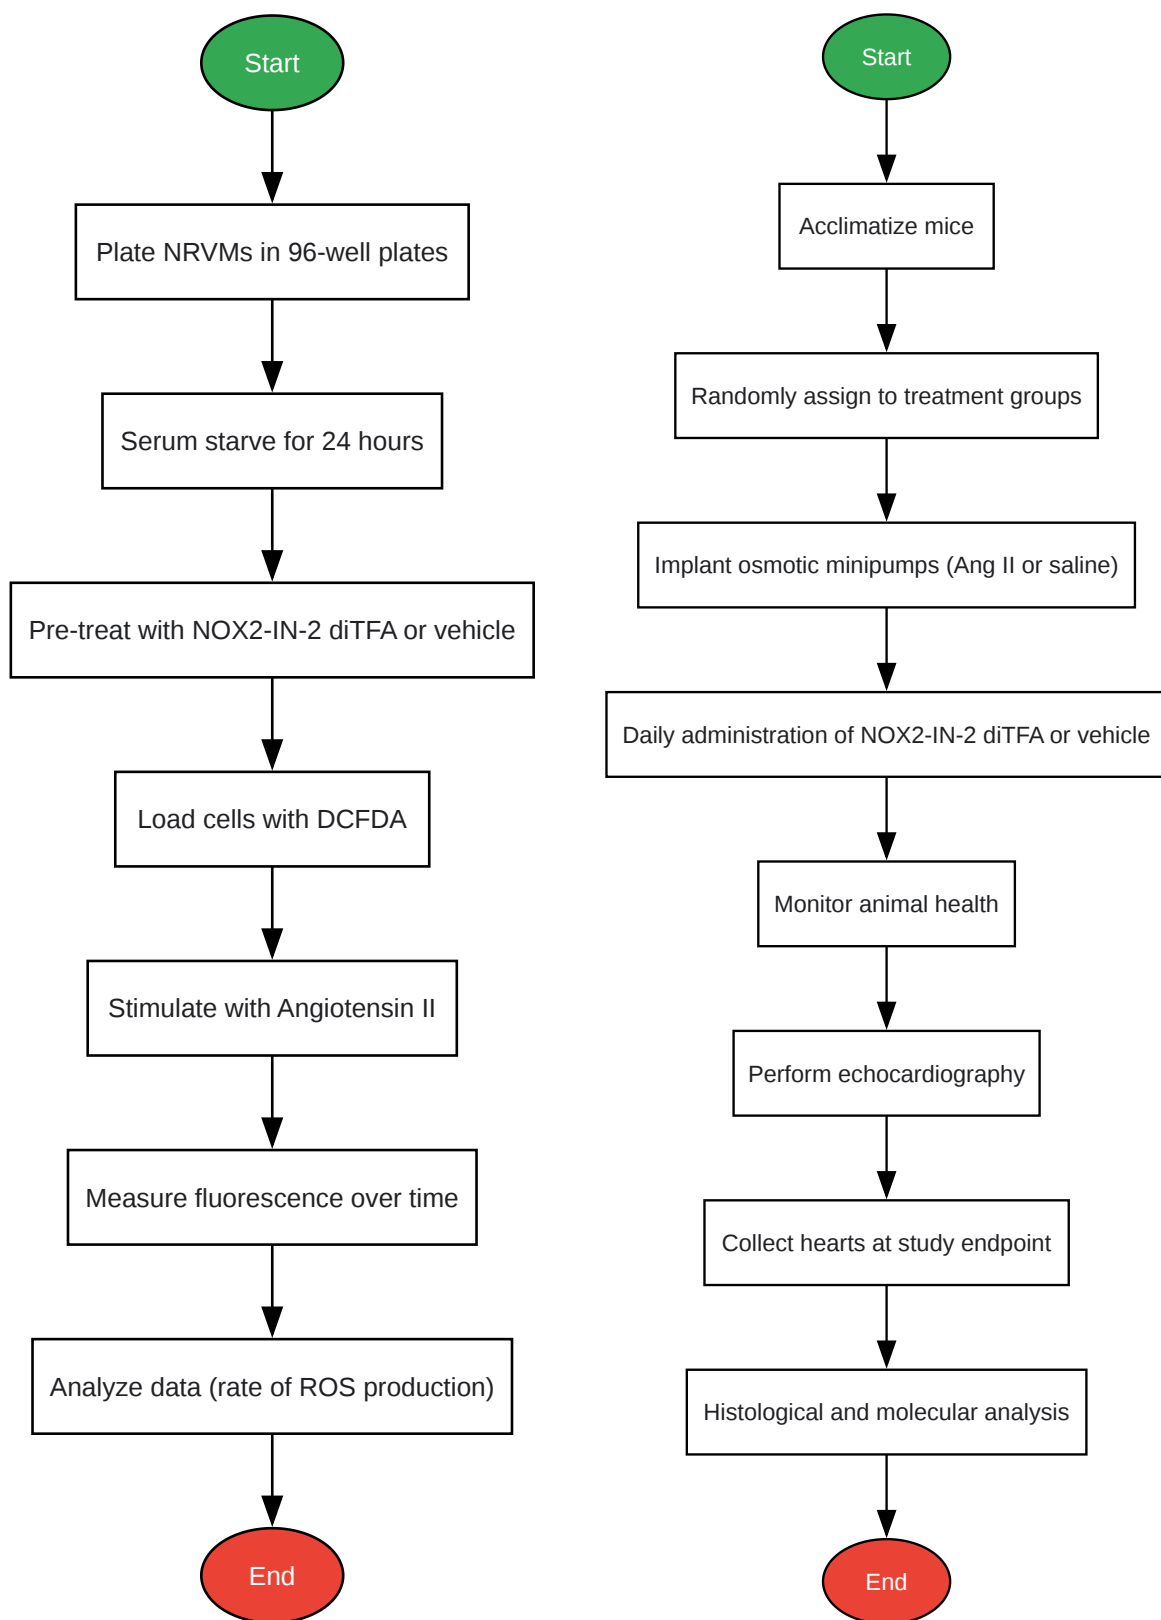 Start
Plate NRVMs in 96-well plates
Serum starve for 24 hours
Pre-treat with NOX2-IN-2 diTFA or vehicle
Load cells with DCFDA
Stimulate with Angiotensin II
Measure fluorescence over time
Analyze data (rate of ROS production)
End
Start
Acclimatize mice
Randomly assign to treatment groups
Implant osmotic minipumps (Ang II or saline)
Daily administration of NOX2-IN-2 diTFA or vehicle
Monitor animal health
Perform echocardiography
Collect hearts at study endpoint
Histological and molecular analysis
End